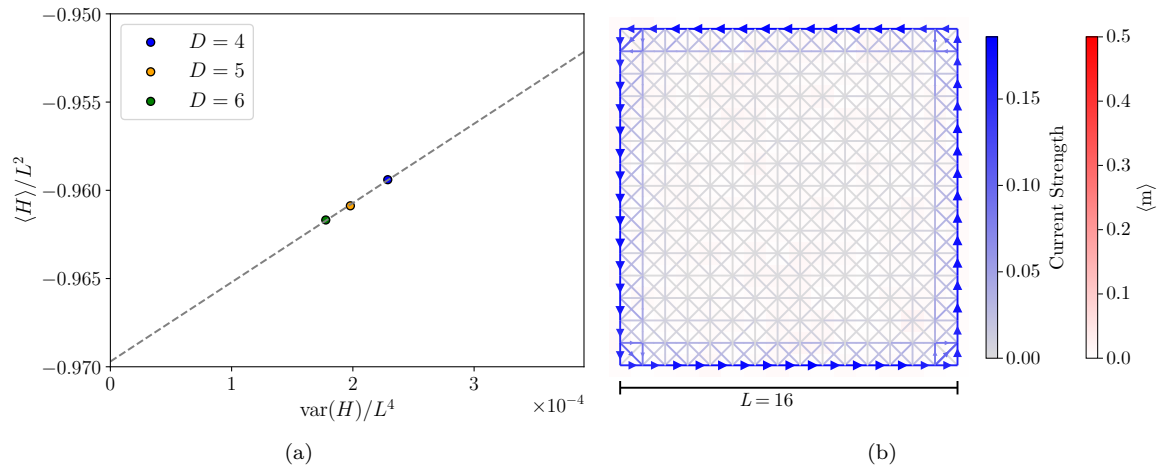 −0.950
−0.955
−0.960
−0.965
−0.970
⟨H⟩/L²
D = 4
D = 5
D = 6
0 1 2 3
×10⁻⁴
var(H)/L⁴
(a)
L = 16
0.15
0.10
0.05
0.00
Current Strength
0.5
0.4
0.3
0.2
0.1
0.0
⟨m⟩
(b)